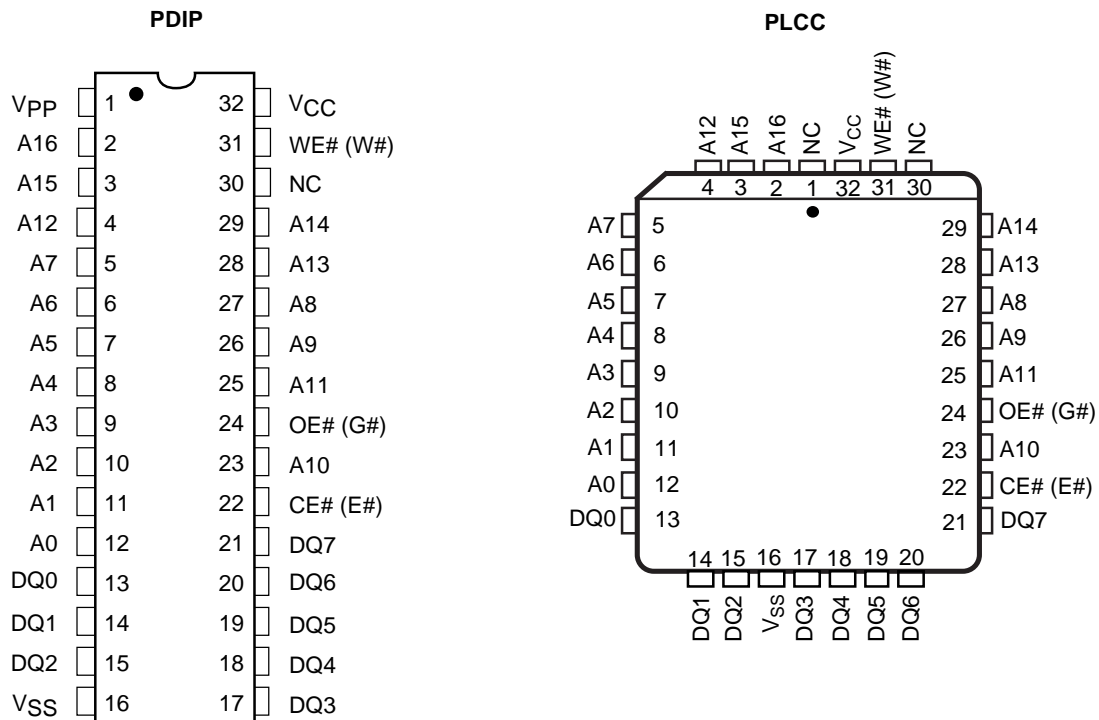 PDIP
VPP 1 32 VCC
A16 2 31 WE# (W#)
A15 3 30 NC
A12 4 29 A14
A7 5 28 A13
A6 6 27 A8
A5 7 26 A9
A4 8 25 A11
A3 9 24 OE# (G#)
A2 10 23 A10
A1 11 22 CE# (E#)
A0 12 21 DQ7
DQ0 13 20 DQ6
DQ1 14 19 DQ5
DQ2 15 18 DQ4
VSS 16 17 DQ3
PLCC
A12 A15 A16 NC VCC WE# (W#) NC
4 3 2 1 32 31 30
A7 5 29 A14
A6 6 28 A13
A5 7 27 A8
A4 8 26 A9
A3 9 25 A11
A2 10 24 OE# (G#)
A1 11 23 A10
A0 12 22 CE# (E#)
DQ0 13 21 DQ7
14 15 16 17 18 19 20
DQ1 DQ2 VSS DQ3 DQ4 DQ5 DQ6